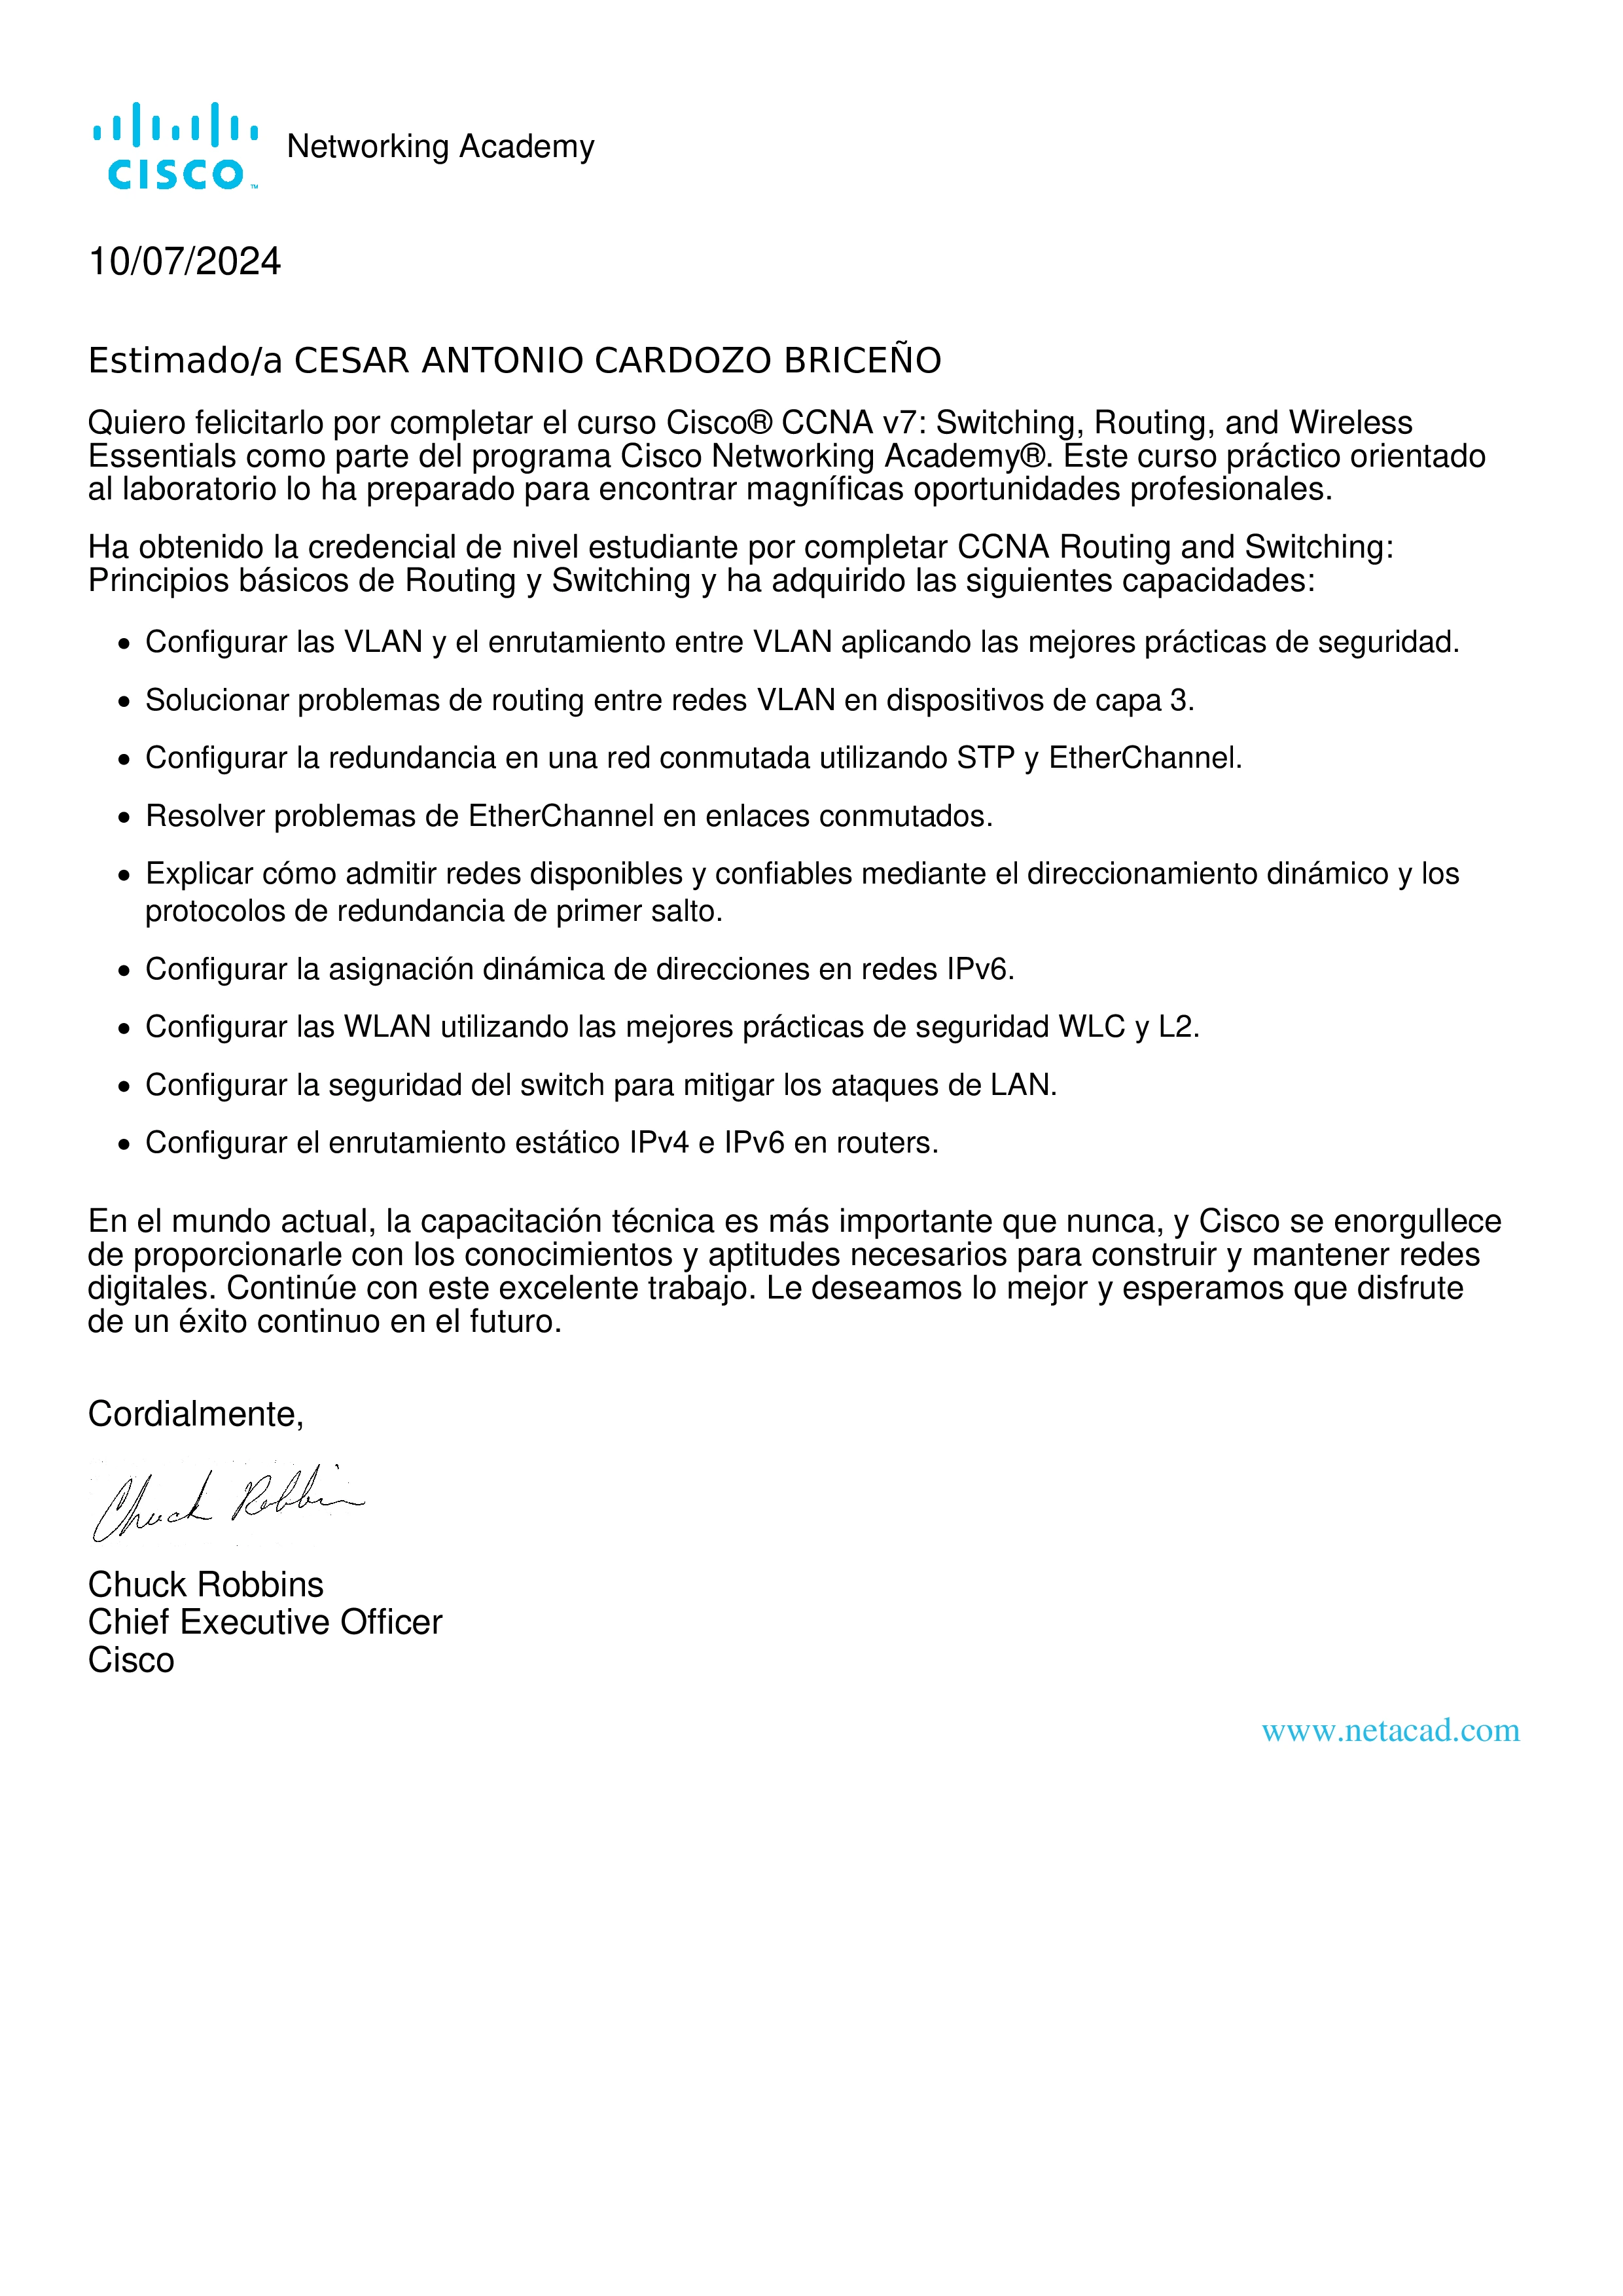 CISCO™
Networking Academy
10/07/2024
Estimado/a CESAR ANTONIO CARDOZO BRICEÑO
Quiero felicitarlo por completar el curso Cisco® CCNA v7: Switching, Routing, and Wireless
Essentials como parte del programa Cisco Networking Academy®. Este curso práctico orientado
al laboratorio lo ha preparado para encontrar magníficas oportunidades profesionales.
Ha obtenido la credencial de nivel estudiante por completar CCNA Routing and Switching:
Principios básicos de Routing y Switching y ha adquirido las siguientes capacidades:
• Configurar las VLAN y el enrutamiento entre VLAN aplicando las mejores prácticas de seguridad.
• Solucionar problemas de routing entre redes VLAN en dispositivos de capa 3.
• Configurar la redundancia en una red conmutada utilizando STP y EtherChannel.
• Resolver problemas de EtherChannel en enlaces conmutados.
• Explicar cómo admitir redes disponibles y confiables mediante el direccionamiento dinámico y los
protocolos de redundancia de primer salto.
• Configurar la asignación dinámica de direcciones en redes IPv6.
• Configurar las WLAN utilizando las mejores prácticas de seguridad WLC y L2.
• Configurar la seguridad del switch para mitigar los ataques de LAN.
• Configurar el enrutamiento estático IPv4 e IPv6 en routers.
En el mundo actual, la capacitación técnica es más importante que nunca, y Cisco se enorgullece
de proporcionarle con los conocimientos y aptitudes necesarios para construir y mantener redes
digitales. Continúe con este excelente trabajo. Le deseamos lo mejor y esperamos que disfrute
de un éxito continuo en el futuro.
Cordialmente,
Chuck Robbins
Chuck Robbins
Chief Executive Officer
Cisco
www.netacad.com